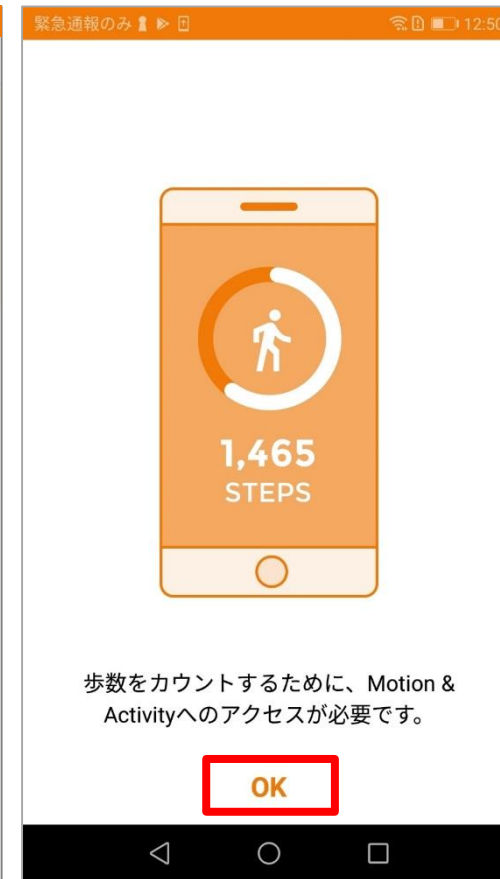 緊急通報のみ 12:50
1,465
STEPS
歩数をカウントするために、Motion &
Activityへのアクセスが必要です。
OK